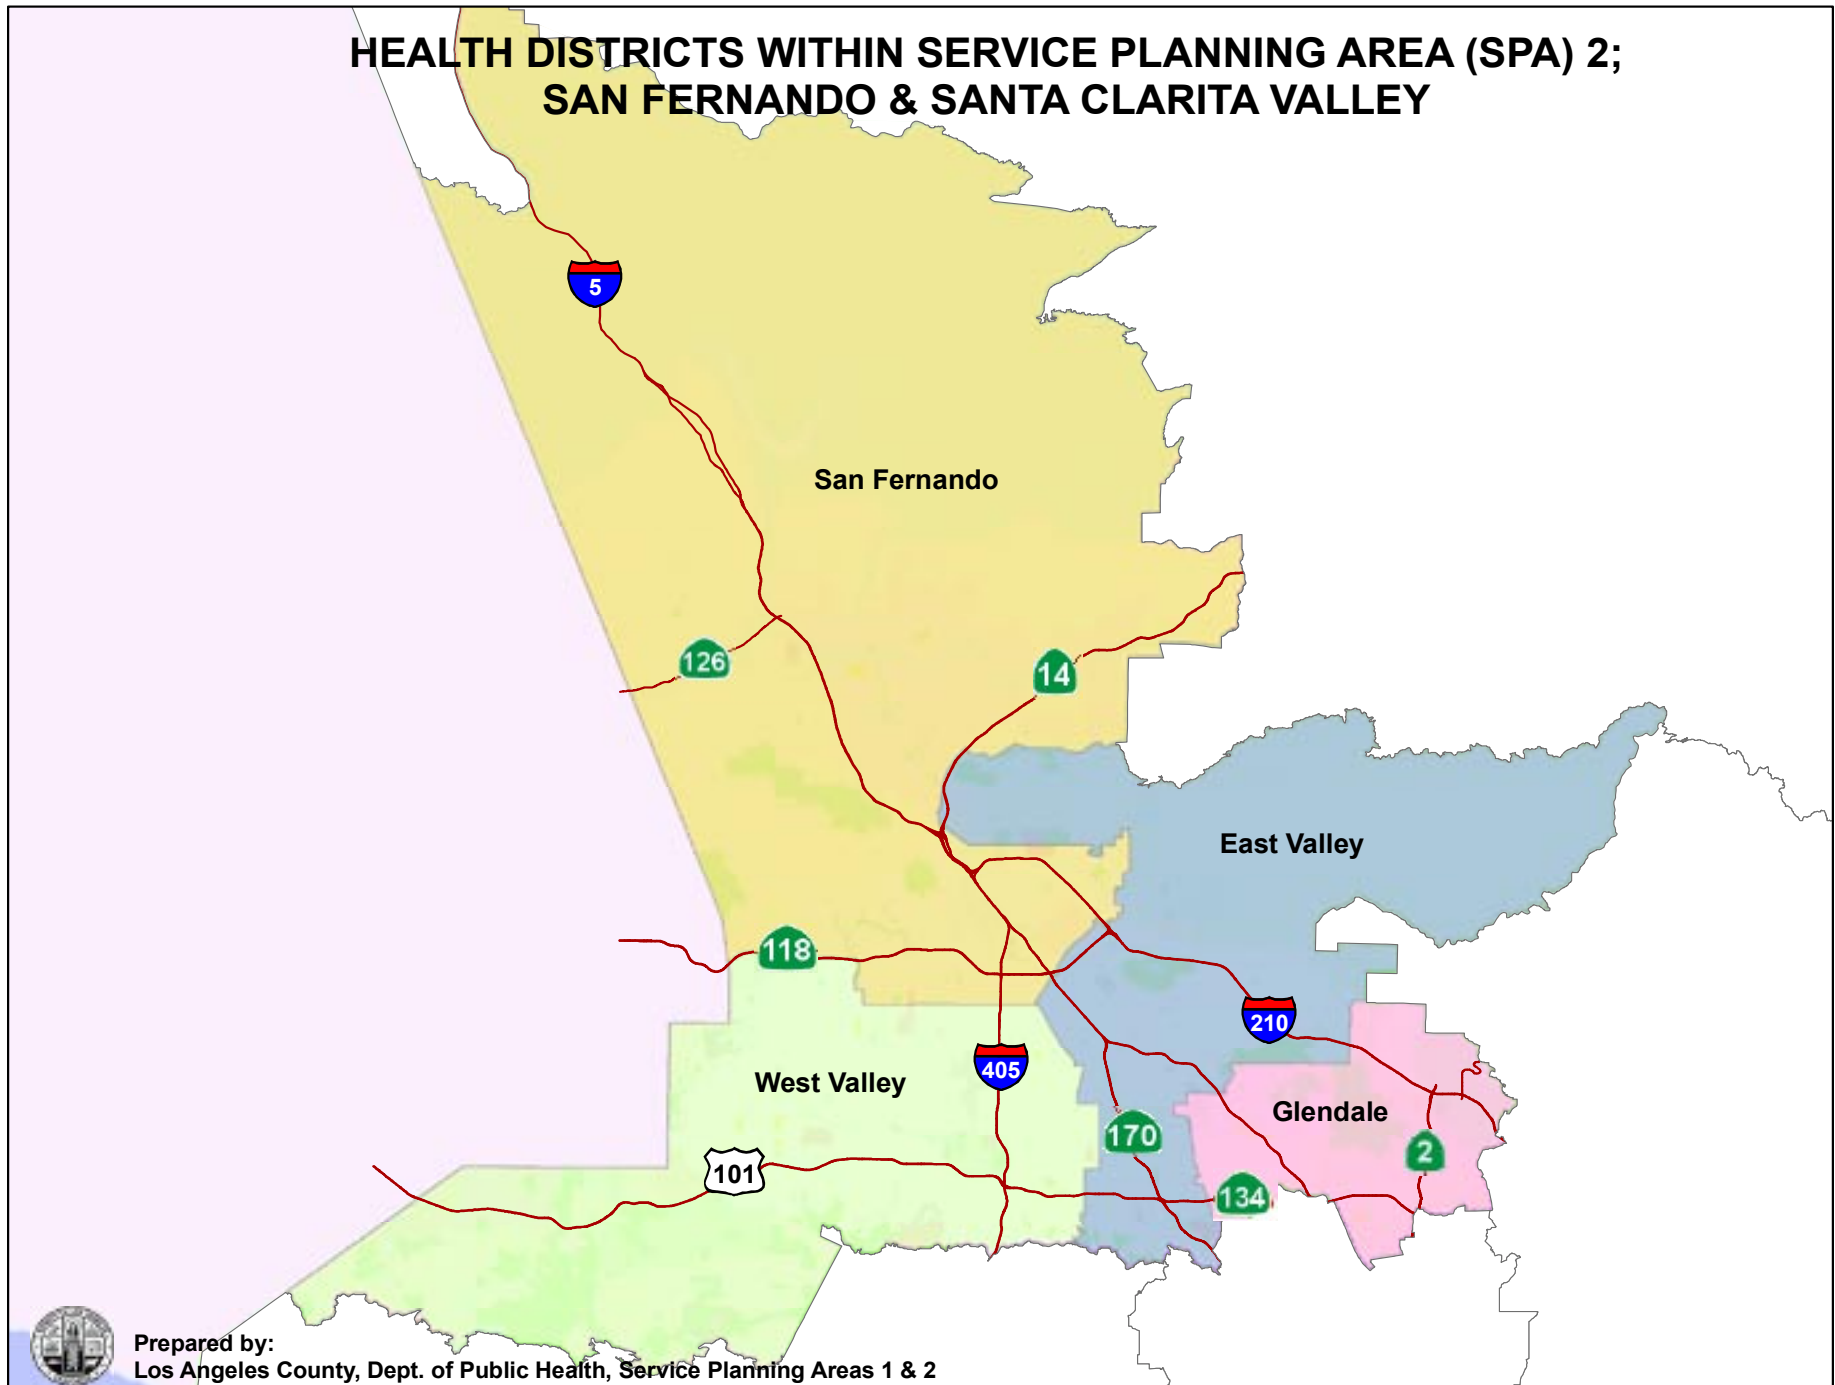 HEALTH DISTRICTS WITHIN SERVICE PLANNING AREA (SPA) 2;
SAN FERNANDO & SANTA CLARITA VALLEY
5
San Fernando
126
14
East Valley
118
210
405
West Valley
Glendale
170
2
101
134
Prepared by:
Los Angeles County, Dept. of Public Health, Service Planning Areas 1 & 2